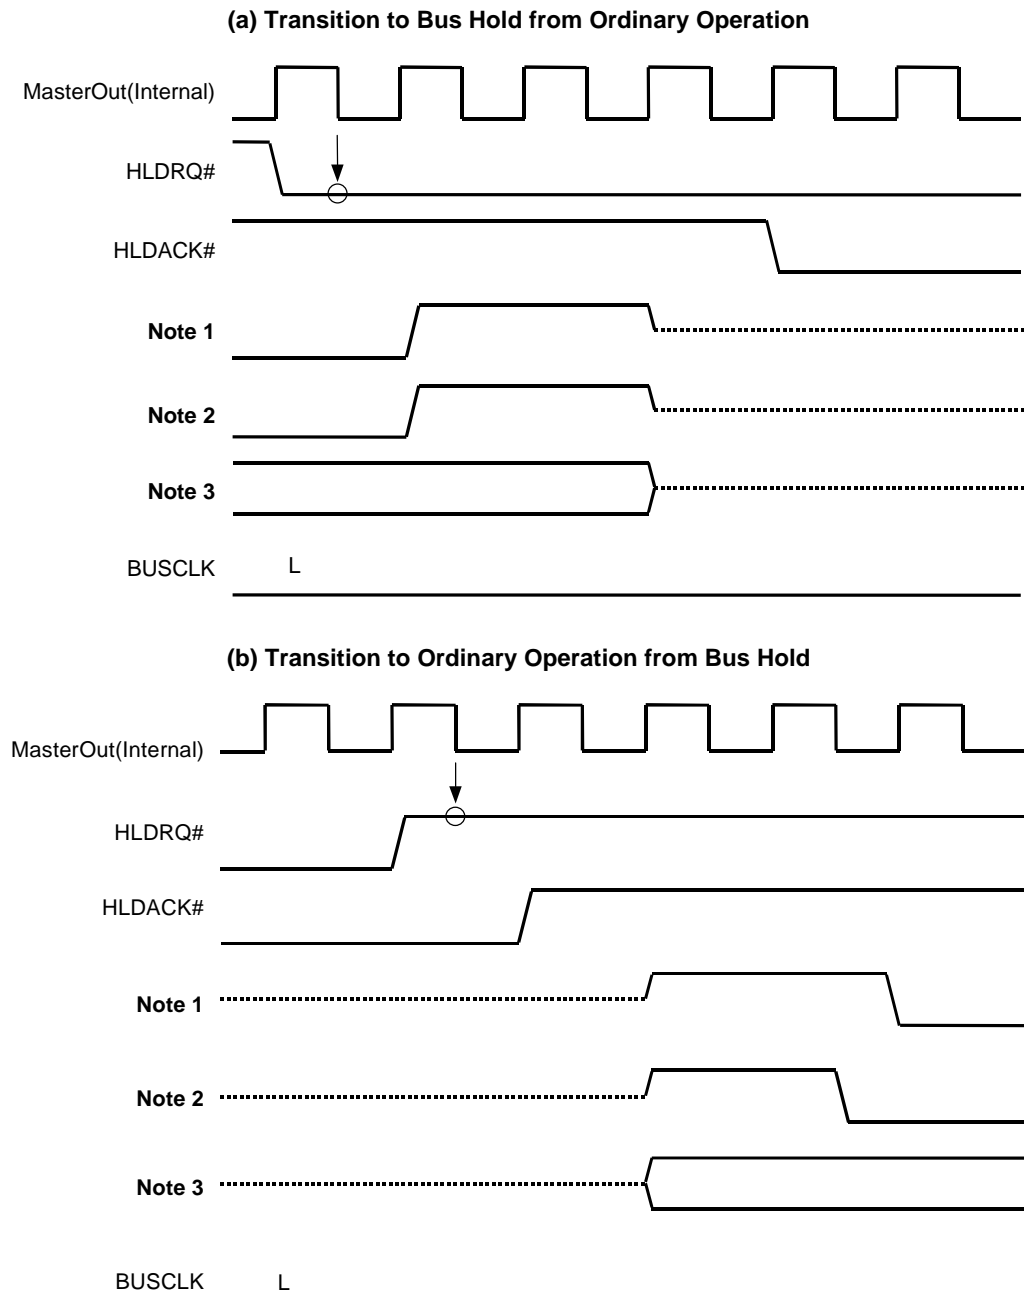 (a) Transition to Bus Hold from Ordinary Operation
MasterOut(Internal)
HLDRQ#
HLDACK#
Note 1
Note 2
Note 3
BUSCLK L
(b) Transition to Ordinary Operation from Bus Hold
MasterOut(Internal)
HLDRQ#
HLDACK#
Note 1
Note 2
Note 3
BUSCLK L